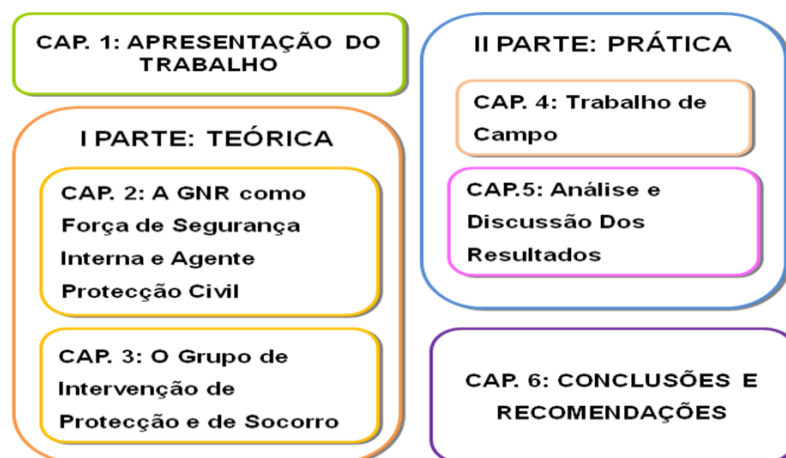 CAP. 1: APRESENTAÇÃO DO
TRABALHO
I PARTE: TEÓRICA
CAP. 2: A GNR como
Força de Segurança
Interna e Agente
Protecção Civil
CAP. 3: O Grupo de
Intervenção de
Protecção e de Socorro
II PARTE: PRÁTICA
CAP. 4: Trabalho de
Campo
CAP.5: Análise e
Discussão Dos
Resultados
CAP. 6: CONCLUSÕES E
RECOMENDAÇÕES